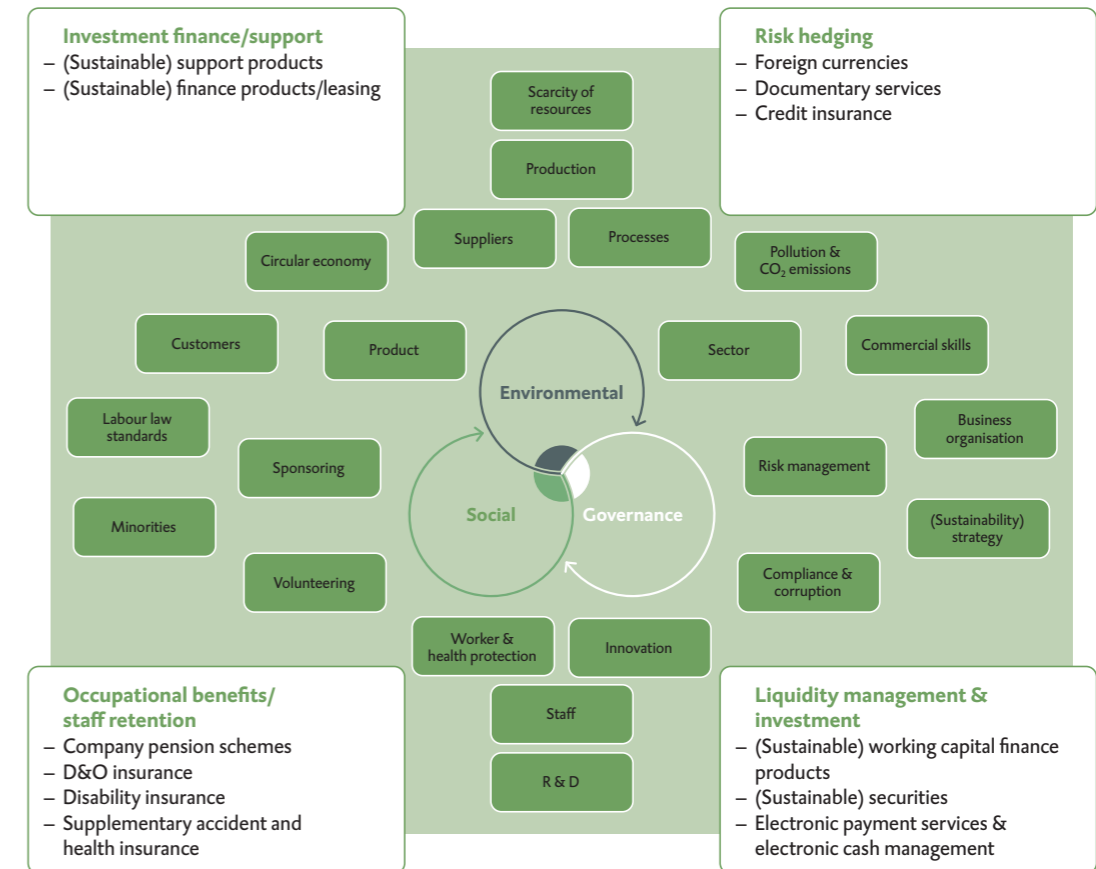 Investment finance/support
– (Sustainable) support products
– (Sustainable) finance products/leasing
Risk hedging
– Foreign currencies
– Documentary services
– Credit insurance
Scarcity of
resources
Production
Suppliers
Processes
Circular economy
Pollution &
CO₂ emissions
Customers
Product
Sector
Commercial skills
Environmental
Labour law
standards
Business
organisation
Sponsoring
Risk management
Social
Governance
Minorities
(Sustainability)
strategy
Volunteering
Compliance &
corruption
Worker &
health protection
Innovation
Staff
R & D
Occupational benefits/
staff retention
– Company pension schemes
– D&O insurance
– Disability insurance
– Supplementary accident and
health insurance
Liquidity management &
investment
– (Sustainable) working capital finance
products
– (Sustainable) securities
– Electronic payment services &
electronic cash management